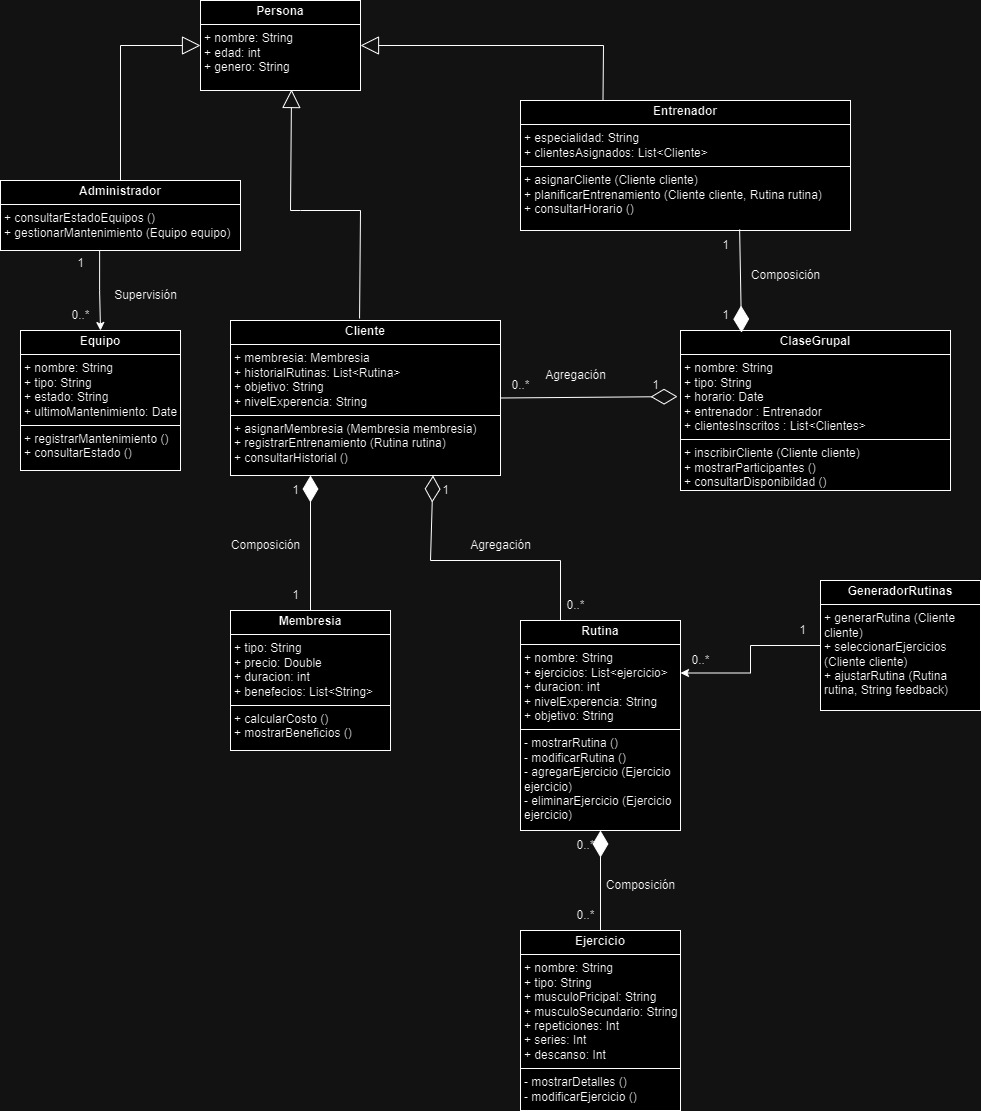 Persona
+ nombre: String
+ edad: int
+ genero: String
Entrenador
+ especialidad: String
+ clientesAsignados: List<Cliente>
+ asignarCliente (Cliente cliente)
+ planificarEntrenamiento (Cliente cliente, Rutina rutina)
+ consultarHorario ()
Administrador
+ consultarEstadoEquipos ()
+ gestionarMantenimiento (Equipo equipo)
1
Supervisión
0..*
1
Composición
1
Equipo
+ nombre: String
+ tipo: String
+ estado: String
+ ultimoMantenimiento: Date
+ registrarMantenimiento ()
+ consultarEstado ()
Cliente
+ membresia: Membresia
+ historialRutinas: List<Rutina>
+ objetivo: String
+ nivelExperencia: String
+ asignarMembresia (Membresia membresia)
+ registrarEntrenamiento (Rutina rutina)
+ consultarHistorial ()
Agregación
0..*
1
ClaseGrupal
+ nombre: String
+ tipo: String
+ horario: Date
+ entrenador : Entrenador
+ clientesInscritos : List<Clientes>
+ inscribirCliente (Cliente cliente)
+ mostrarParticipantes ()
+ consultarDisponibildad ()
1
Composición
1
1
Agregación
0..*
Membresia
+ tipo: String
+ precio: Double
+ duracion: int
+ benefecios: List<String>
+ calcularCosto ()
+ mostrarBeneficios ()
Rutina
+ nombre: String
+ ejercicios: List<ejercicio>
+ duracion: int
+ nivelExperencia: String
+ objetivo: String
- mostrarRutina ()
- modificarRutina ()
- agregarEjercicio (Ejercicio
ejercicio)
- eliminarEjercicio (Ejercicio
ejercicio)
0..*
1
GeneradorRutinas
+ generarRutina (Cliente
cliente)
+ seleccionarEjercicios
(Cliente cliente)
+ ajustarRutina (Rutina
rutina, String feedback)
0..*
Composición
0..*
Ejercicio
+ nombre: String
+ tipo: String
+ musculoPricipal: String
+ musculoSecundario: String
+ repeticiones: Int
+ series: Int
+ descanso: Int
- mostrarDetalles ()
- modificarEjercicio ()